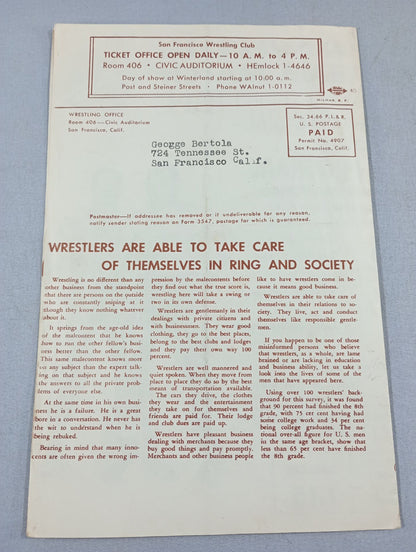 San Francisco Wrestling Club
TICKET OFFICE OPEN DAILY—10 A. M. to 4 P. M.
Room 406 • CIVIC AUDITORIUM • HEmlock 1-4646
Day of show at Winterland starting at 10:00 a. m.
Post and Steiner Streets • Phone WAlnut 1-0112
WRESTLING OFFICE
Room 406—Civic Auditorium
San Francisco, Calif.
Sec. 34.66 P. L. & R.
U. S. POSTAGE
PAID
Permit No. 4907
San Francisco, Calif.
George Bertola
724 Tennessee St.
San Francisco Calif.
Postmaster—If addressee has removed or if undeliverable for any reason,
notify sender stating reason on form 3547, postage for which is guaranteed.
WRESTLERS ARE ABLE TO TAKE CARE
OF THEMSELVES IN RING AND SOCIETY
Wrestling is no different than any
other business from the standpoint
that there are persons on the outside
who are constantly sniping at it
though they know nothing whatever
about it.
It springs from the age-old idea
of the malcontent that he knows
how to run the other fellow's business
better than the other fellow.
This same malcontent knows more
on any subject than the expert talking
on that subject and he knows
the answers to all the private problems
of everyone else.
At the same time in his own business
he is a failure. He is a great
bore in a conversation. He never has
the wit to understand when he is
being rebuked.
Bearing in mind that many innocents
are often given the wrong impression
by the malcontents before
they find out what the true score is,
wrestling here will take a swing or
two in its own defense.
Wrestlers are gentlemanly in their
dealings with private citizens and
with businessmen. They wear good
clothing, they go to the best places,
belong to the best clubs and lodges
and they pay their own way 100
percent.
Wrestlers are well mannered and
quiet spoken. When they move from
place to place they do so by the best
means of transportation available.
The cars they drive, the clothes
they wear and the entertainment
they take on for themselves and
friends are paid for. Their lodge
and club dues are paid up.
Wrestlers have pleasant business
dealing with merchants because they
buy good things and pay promptly.
Merchants and other business people
like to have wrestlers come in because
it means good business.
Wrestlers are able to take care of
themselves in their relations to society.
They live, act and conduct
themselves like responsible gentlemen.
If you happen to be one of those
misinformed persons who believe
that wrestlers, as a whole, are lame
brained or are lacking in education
and business ability, let us take a
look into the lives of some of the
men that have appeared here.
Using over 100 wrestlers' background
for this survey, it was found
that 90 percent had finished the 8th
grade, with 75 per cent having had
some college work and 34 per cent
being college graduates. The national
over-all figure for U. S. men
in the same age bracket, show that
less than 65 per cent have finished
the 8th grade.